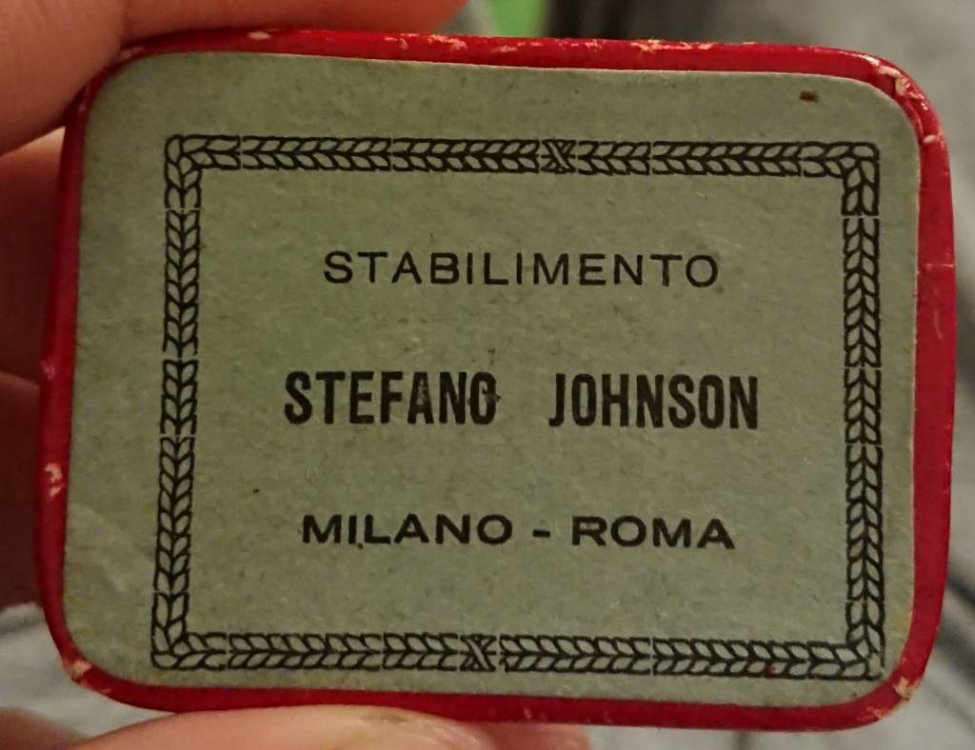 STABILIMENTO
STEFANO JOHNSON
MILANO - ROMA